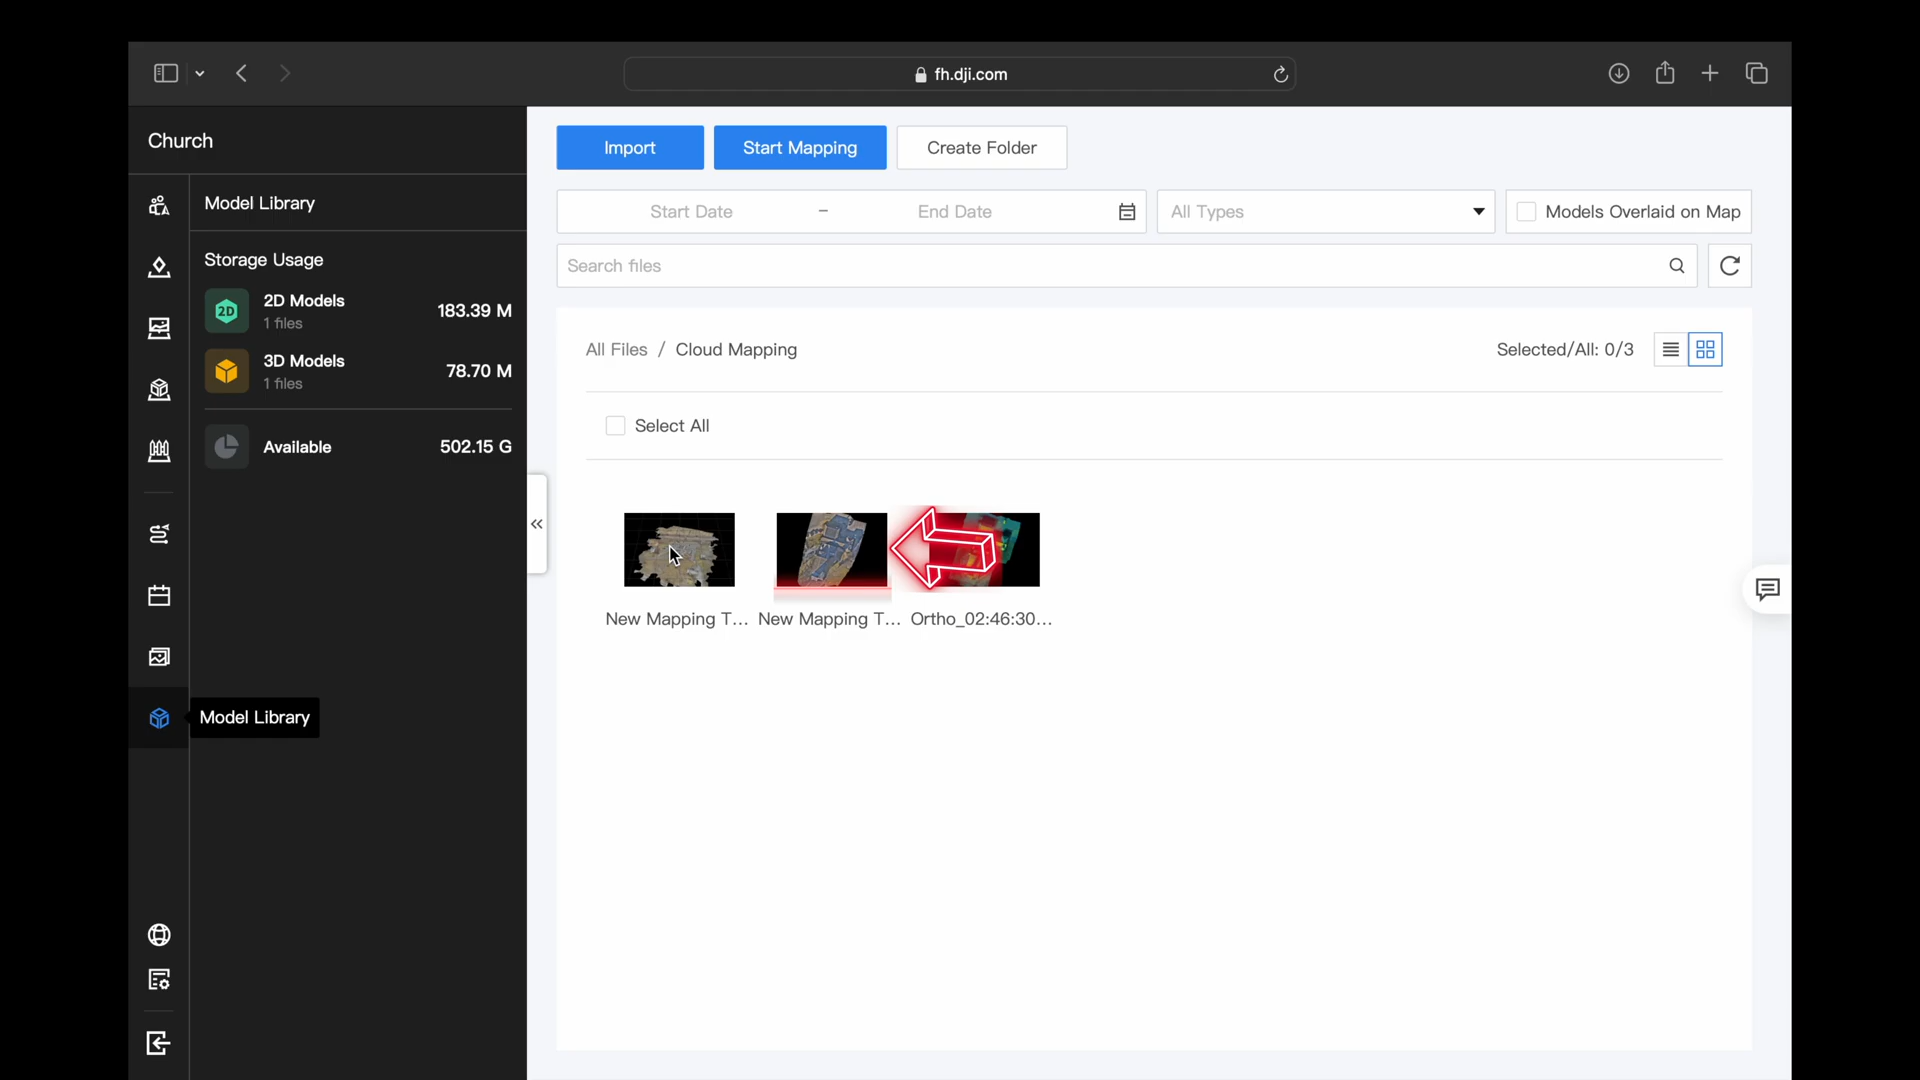 fh.dji.com
Church
Import
Start Mapping
Create Folder
Model Library
Start Date
–
End Date
All Types
Models Overlaid on Map
Storage Usage
Search files
2D
2D Models
1 files
183.39 M
3D Models
1 files
78.70 M
All Files / Cloud Mapping
Selected/All: 0/3
Select All
Available
502.15 G
New Mapping T...
New Mapping T...
Ortho_02:46:30...
Model Library